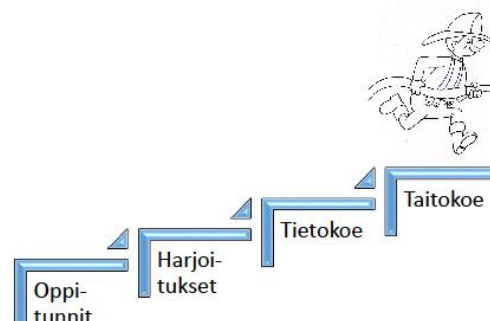 Taitokoe
Tietokoe
Harjoi-
tukset
Oppi-
tunnit